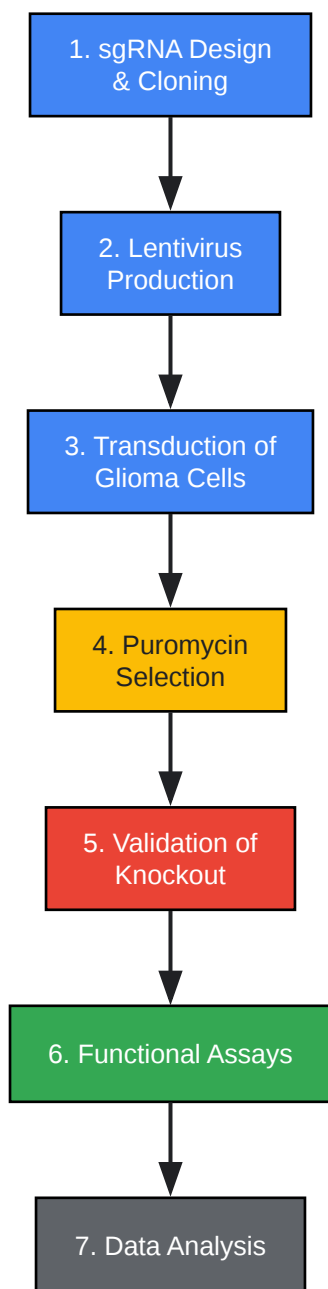 1. sgRNA Design
& Cloning
2. Lentivirus
Production
3. Transduction of
Glioma Cells
4. Puromycin
Selection
5. Validation of
Knockout
6. Functional Assays
7. Data Analysis